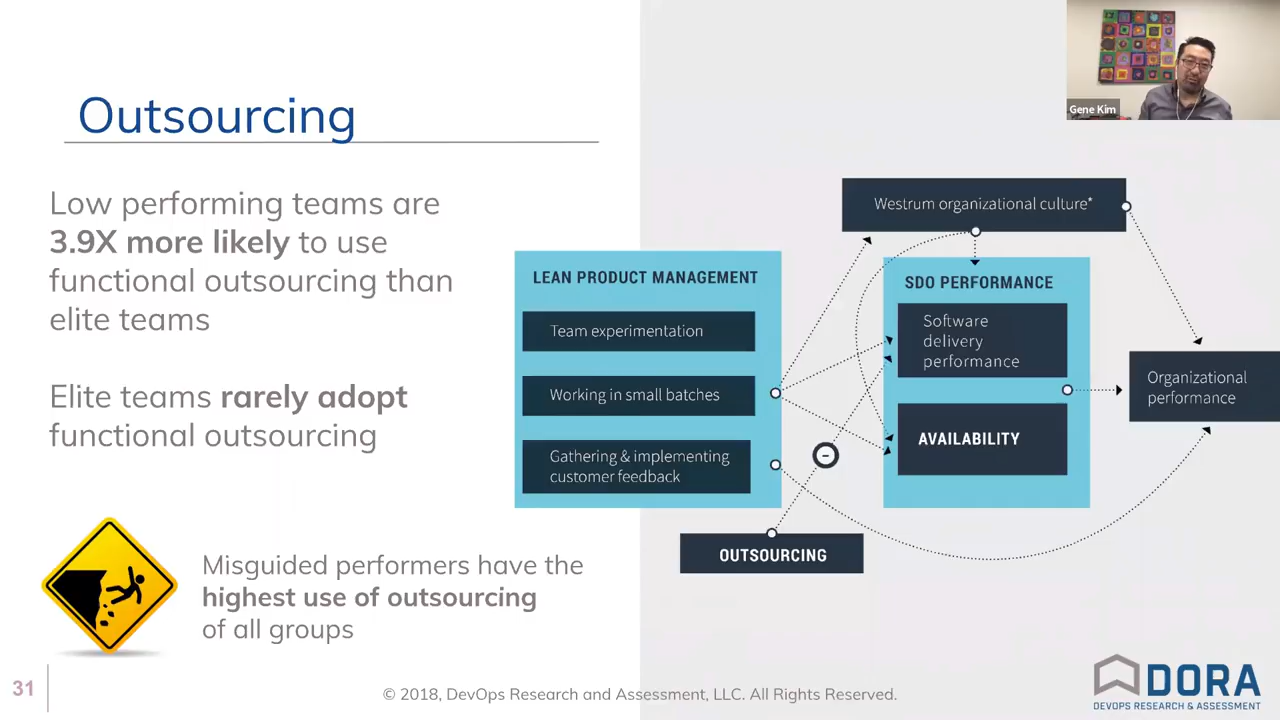 Gene Kim
Outsourcing
Low performing teams are
3.9X more likely to use
functional outsourcing than
elite teams
Elite teams rarely adopt
functional outsourcing
Misguided performers have the
highest use of outsourcing
of all groups
Westrum organizational culture*
LEAN PRODUCT MANAGEMENT
Team experimentation
Working in small batches
Gathering & implementing
customer feedback
SDO PERFORMANCE
Software
delivery
performance
AVAILABILITY
Organizational
performance
-
OUTSOURCING
31
© 2018, DevOps Research and Assessment, LLC. All Rights Reserved.
DORA
DEVOPS RESEARCH & ASSESSMENT